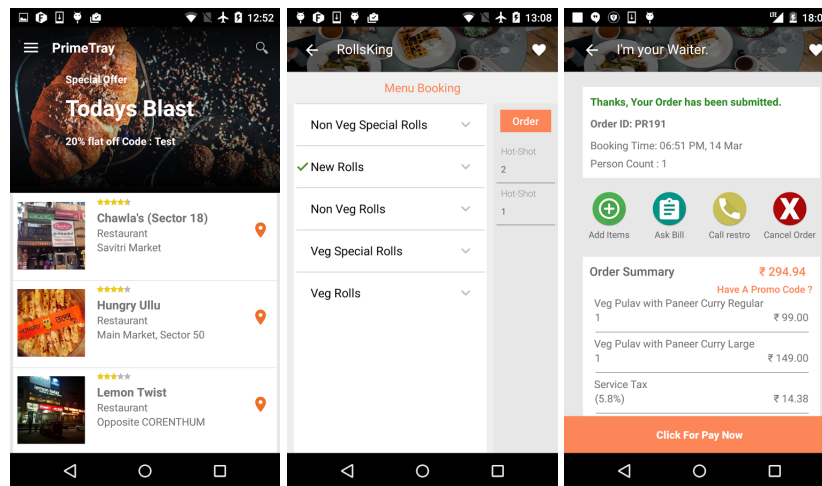 12:52
PrimeTray
Special Offer
Todays Blast
20% flat off Code : Test
Chawla's (Sector 18)
Restaurant
Savitri Market
Hungry Ullu
Restaurant
Main Market, Sector 50
HUNGRY
Lemon Twist
Restaurant
Opposite CORENTHUM
13:08
RollsKing
Menu Booking
Non Veg Special Rolls
New Rolls
Non Veg Rolls
Veg Special Rolls
Veg Rolls
Order
Hot-Shot
2
Hot-Shot
1
LTE
18:0
I'm your Waiter.
Thanks, Your Order has been submitted.
Order ID: PR191
Booking Time: 06:51 PM, 14 Mar
Person Count : 1
Add Items
Ask Bill
Call restro
X
Cancel Order
Order Summary
₹ 294.94
Have A Promo Code ?
Veg Pulav with Paneer Curry Regular
1 ₹ 99.00
Veg Pulav with Paneer Curry Large
1 ₹ 149.00
Service Tax
(5.8%) ₹ 14.38
Click For Pay Now